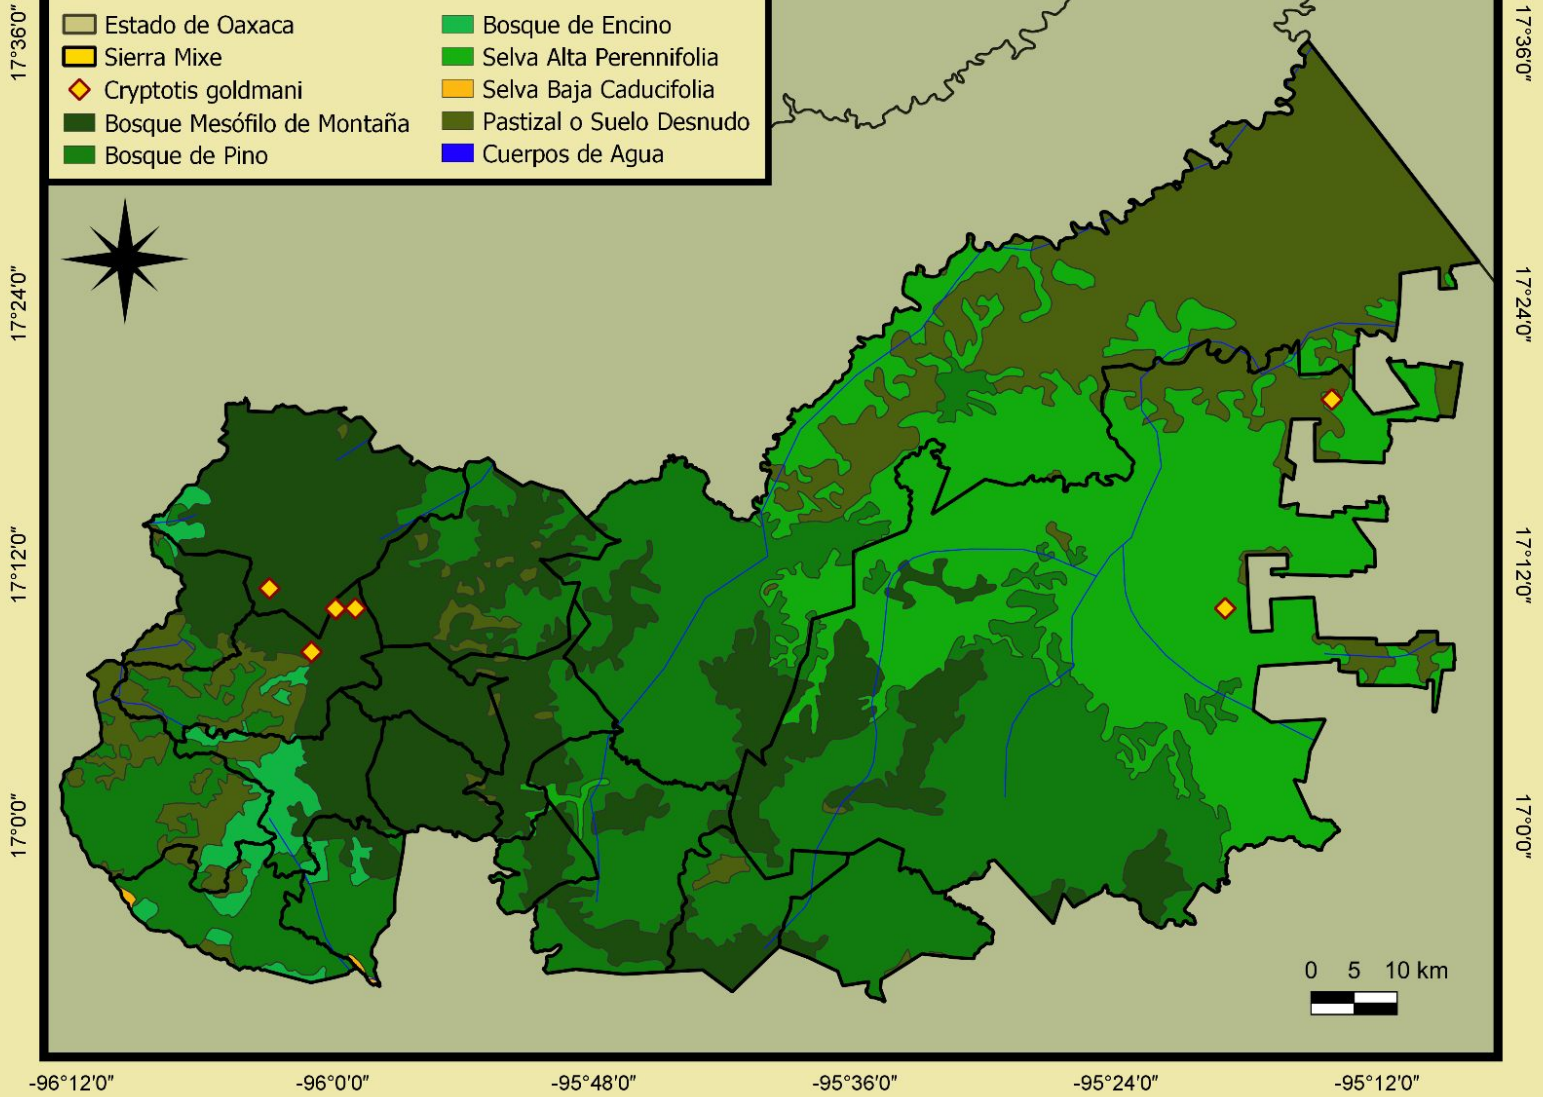 Estado de Oaxaca
Sierra Mixe
Cryptotis goldmani
Bosque Mesófilo de Montaña
Bosque de Pino
Bosque de Encino
Selva Alta Perennifolia
Selva Baja Caducifolia
Pastizal o Suelo Desnudo
Cuerpos de Agua
17°36'0"
17°24'0"
17°12'0"
17°0'0"
17°36'0"
17°24'0"
17°12'0"
17°0'0"
0 5 10 km
-96°12'0" -96°0'0" -95°48'0" -95°36'0" -95°24'0" -95°12'0"